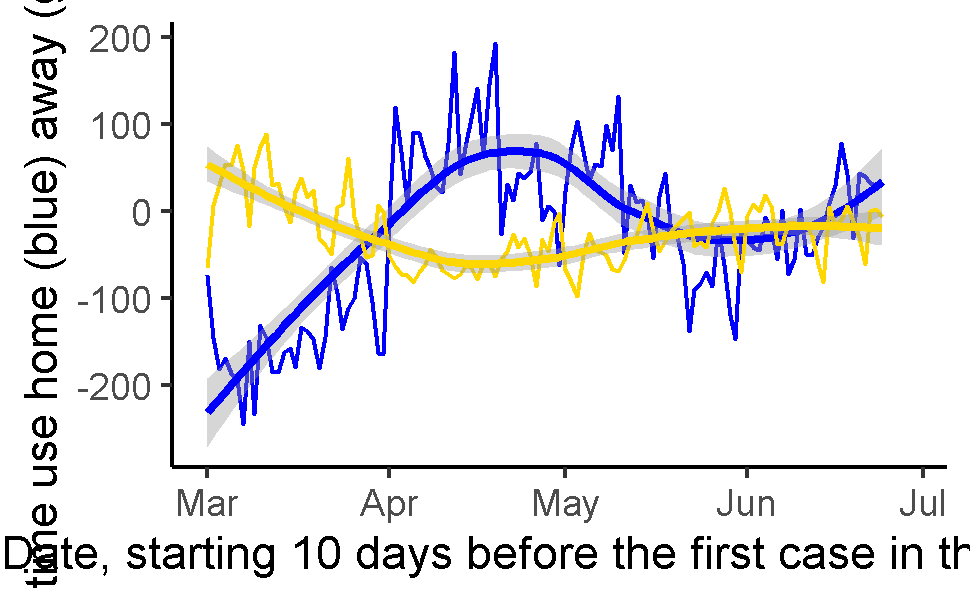 time use home (blue) away (
200
100
0
-100
-200
Mar Apr May Jun Jul
Date, starting 10 days before the first case in th